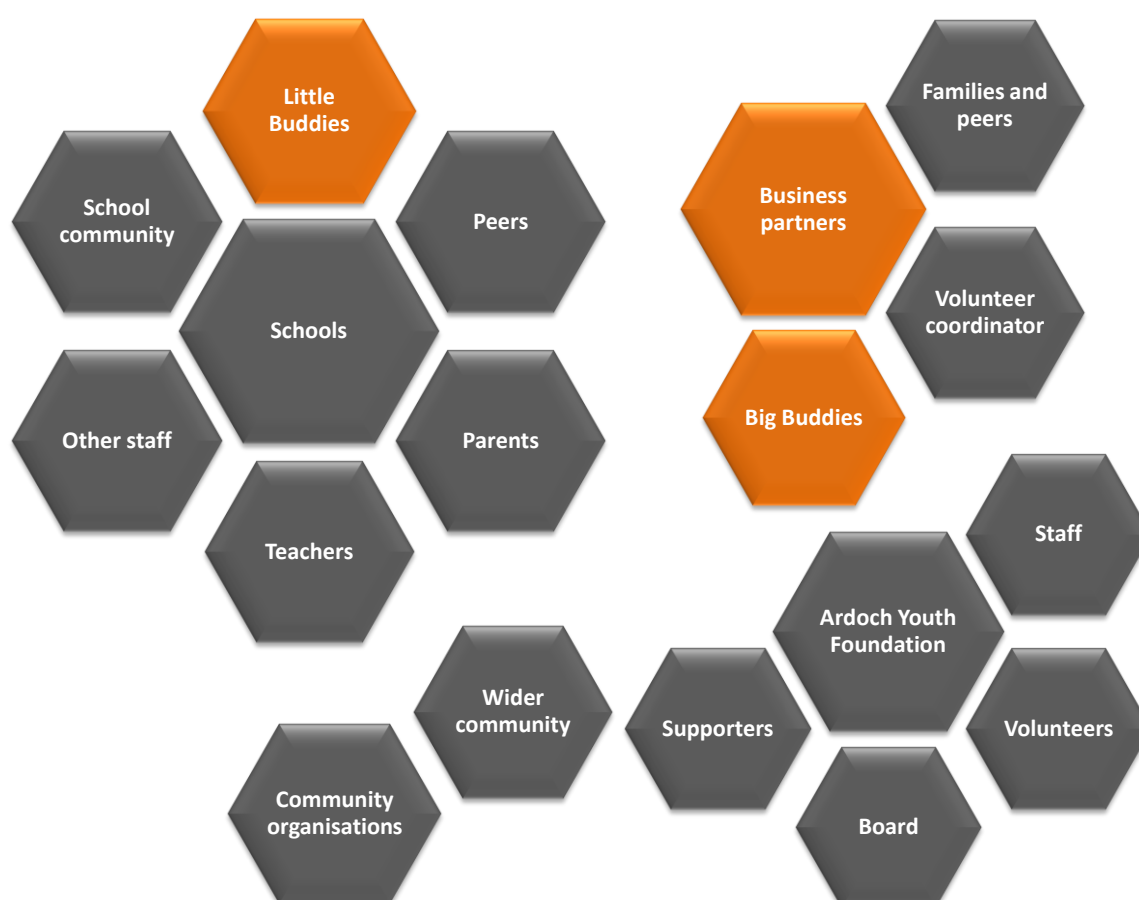 Little
Buddies
School
community
Peers
Schools
Other staff
Parents
Teachers
Families and
peers
Business
partners
Volunteer
coordinator
Big Buddies
Staff
Ardoch Youth
Foundation
Supporters
Volunteers
Board
Wider
community
Community
organisations